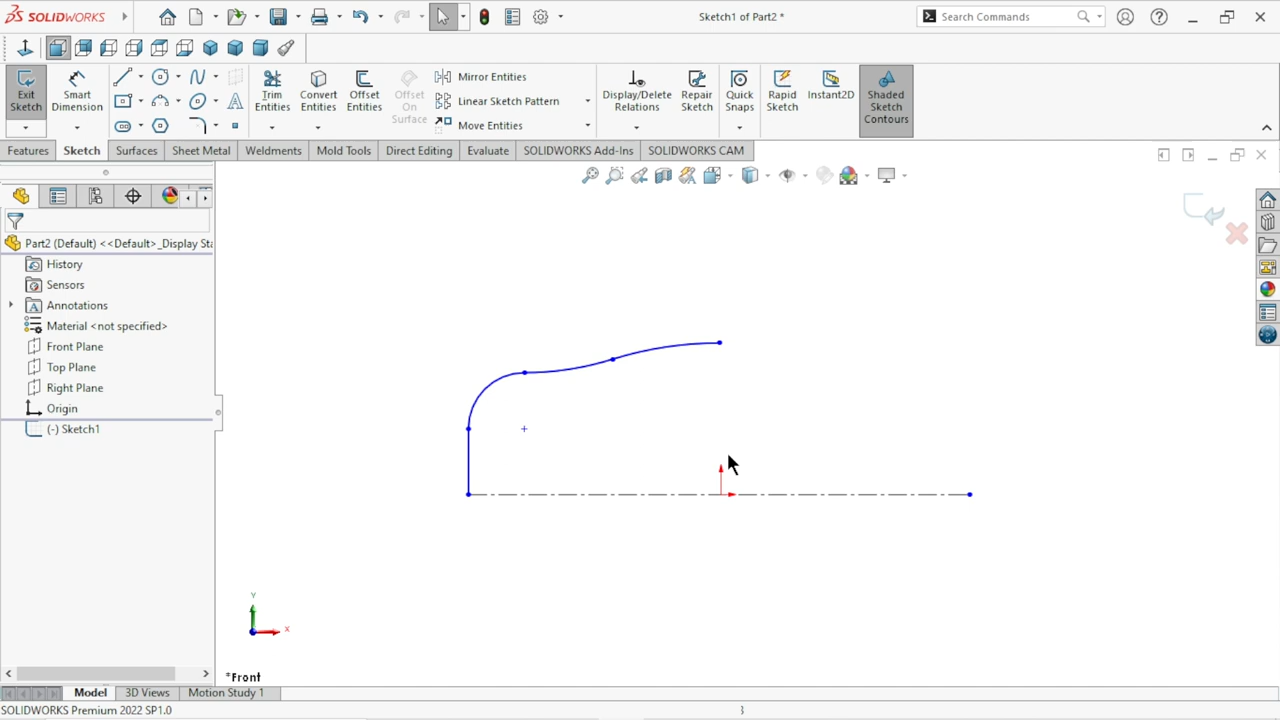 SOLIDWORKS
Sketch1 of Part2 *
Search Commands
Exit Sketch
Smart Dimension
Trim Entities
Convert Entities
Offset Entities
Offset On Surface
Mirror Entities
Linear Sketch Pattern
Move Entities
Display/Delete Relations
Repair Sketch
Quick Snaps
Rapid Sketch
Instant2D
Shaded Sketch Contours
Features
Sketch
Surfaces
Sheet Metal
Weldments
Mold Tools
Direct Editing
Evaluate
SOLIDWORKS Add-Ins
SOLIDWORKS CAM
Part2 (Default) <<Default>_Display Sta
History
Sensors
Annotations
Material <not specified>
Front Plane
Top Plane
Right Plane
Origin
(-) Sketch1
Y
X
*Front
Model
3D Views
Motion Study 1
SOLIDWORKS Premium 2022 SP1.0